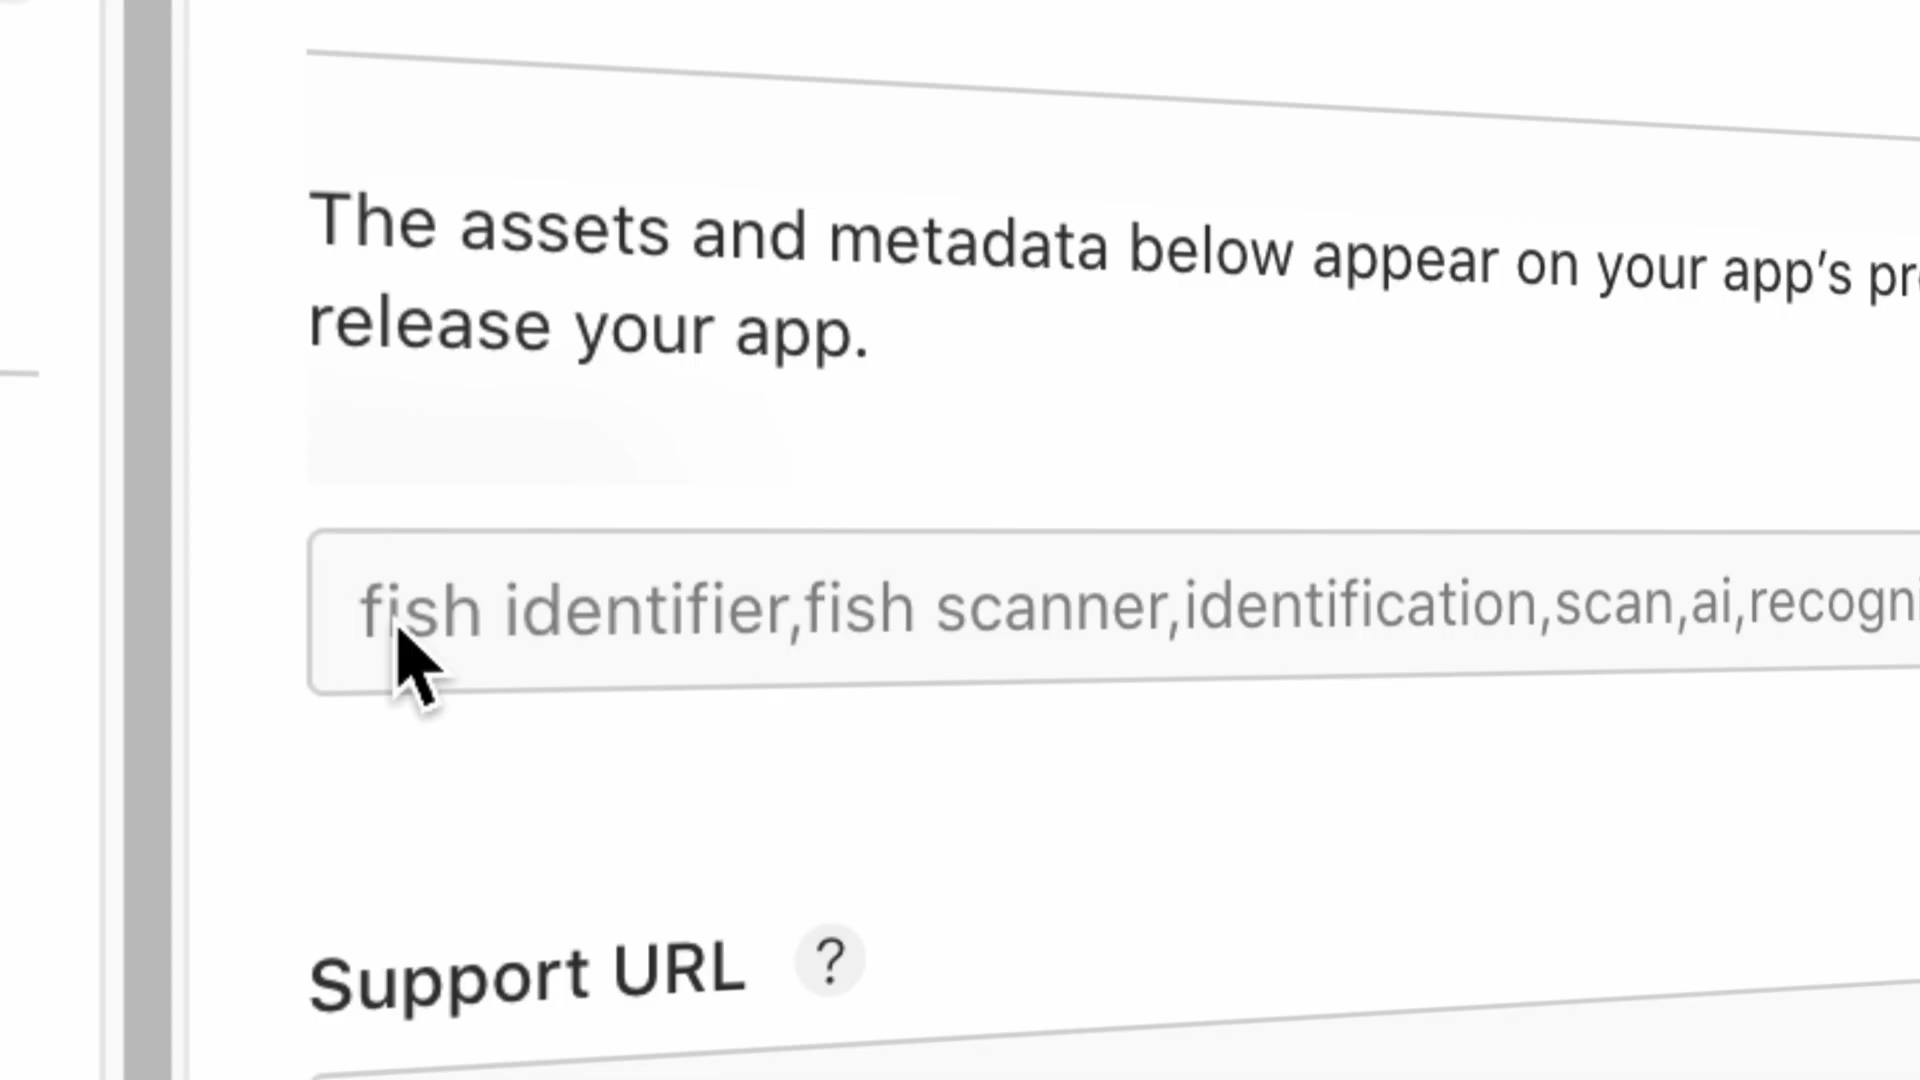 The assets and metadata below appear on your app’s
release your app.
fish identifier,fish scanner,identification,scan,ai,
Support URL ?